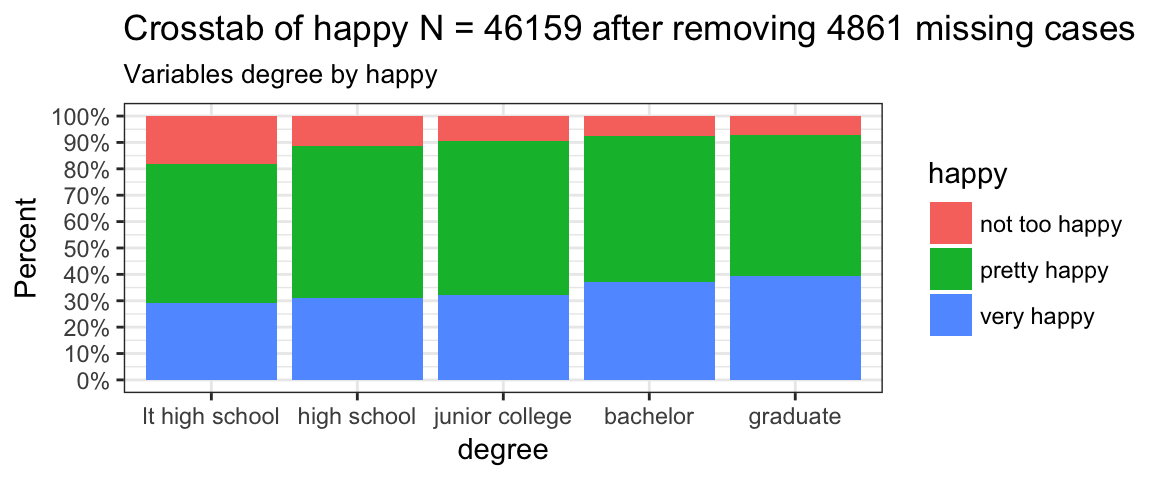 Crosstab of happy N = 46159 after removing 4861 missing cases
Variables degree by happy
Percent
100%
90%
80%
70%
60%
50%
40%
30%
20%
10%
0%
lt high school
high school
junior college
bachelor
graduate
degree
happy
not too happy
pretty happy
very happy